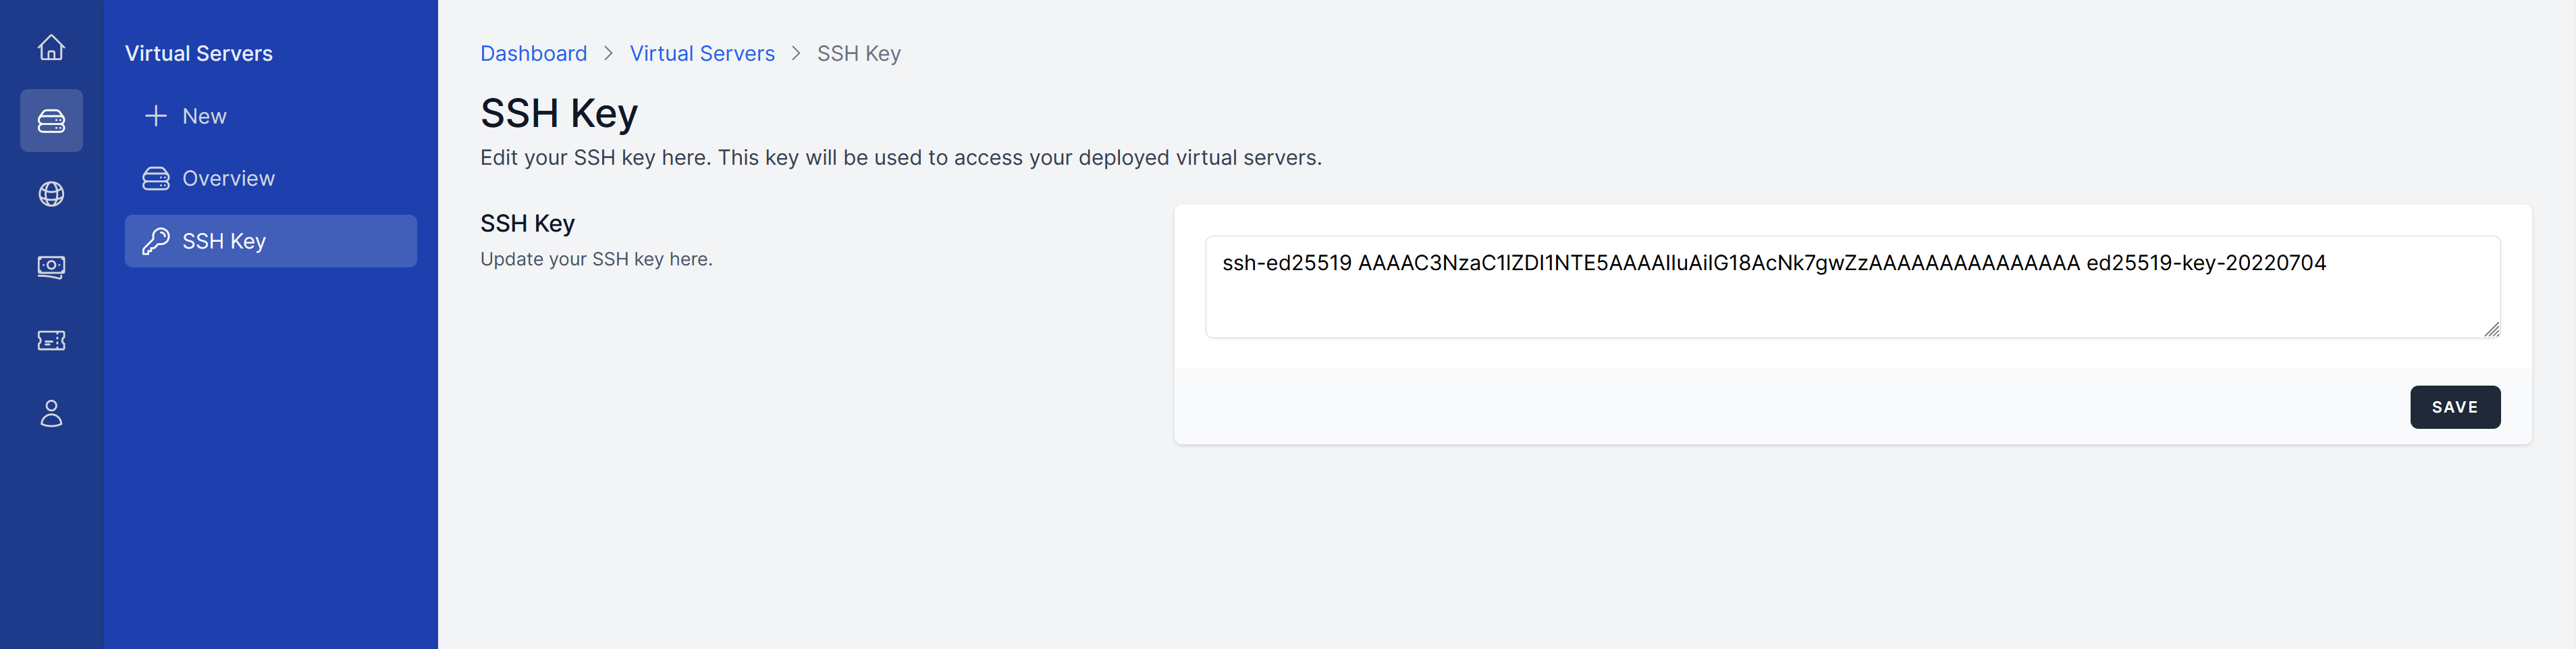 Virtual Servers
New
Overview
SSH Key
Dashboard > Virtual Servers > SSH Key
SSH Key
Edit your SSH key here. This key will be used to access your deployed virtual servers.
SSH Key
Update your SSH key here.
ssh-ed25519 AAAAC3NzaC1lZDI1NTE5AAAAIIuAilG18AcNk7gwZzAAAAAAAAAAAAAAA ed25519-key-20220704
SAVE